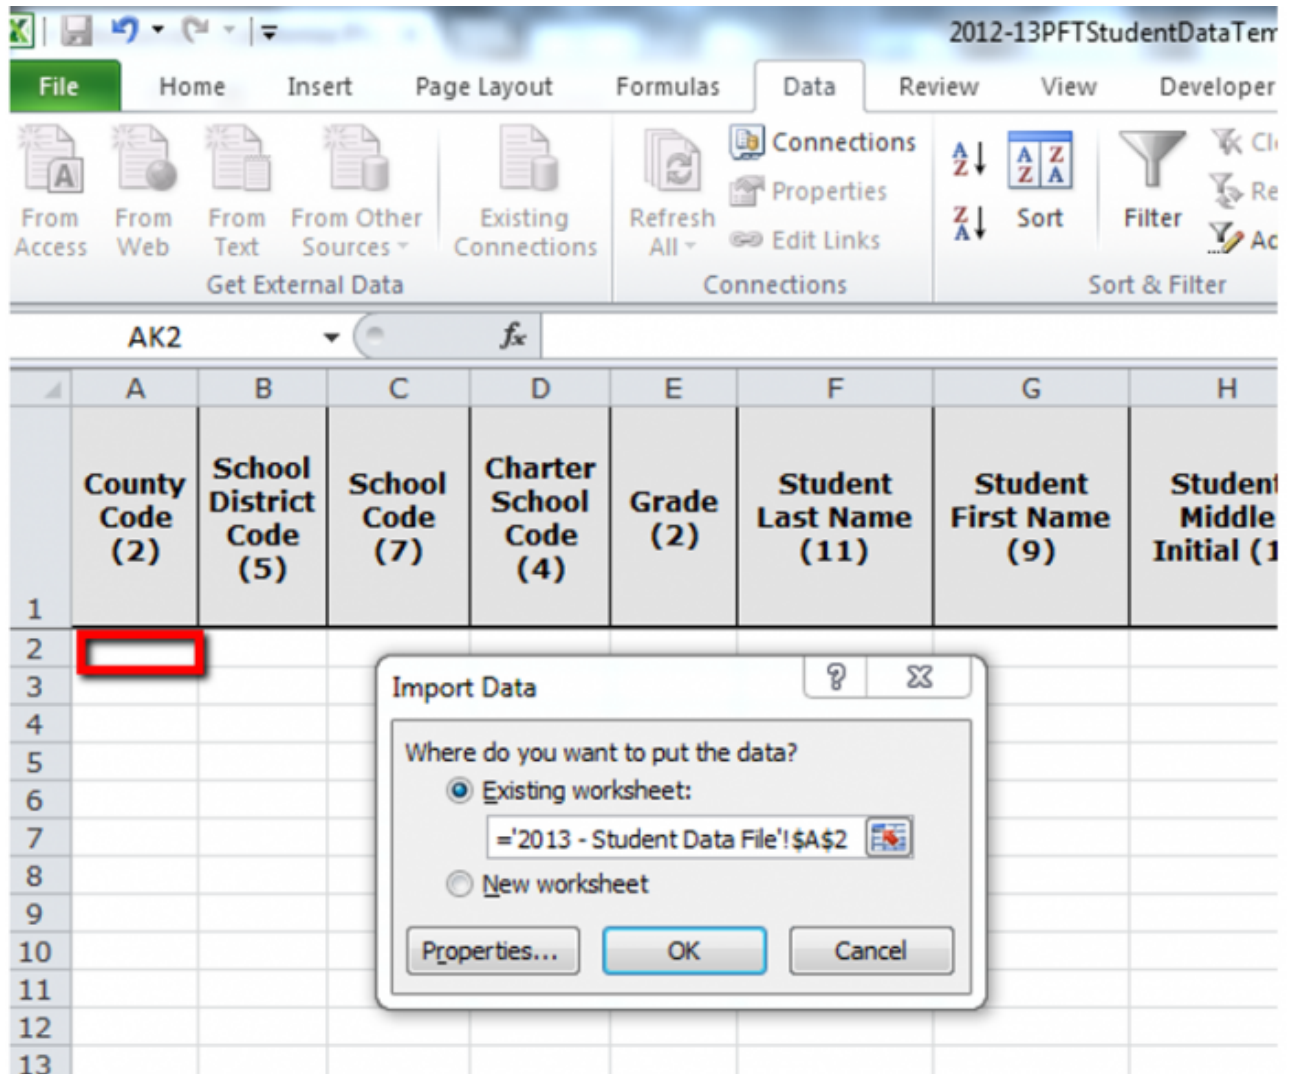 2012-13PFTStudentDataTem
File Home Insert Page Layout Formulas Data Review View Developer
Connections
Properties
Edit Links
From Access
From Web
From Text
From Other Sources
Existing Connections
Refresh All
Sort
Filter
Get External Data
Connections
Sort & Filter
AK2
fx
A B C D E F G H
County
Code
(2)
School
District
Code
(5)
School
Code
(7)
Charter
School
Code
(4)
Grade
(2)
Student
Last Name
(11)
Student
First Name
(9)
Student
Middle
Initial (1
1
2
3
4
5
6
7
8
9
10
11
12
13
Import Data
Where do you want to put the data?
Existing worksheet:
='2013 - Student Data File'!$A$2
New worksheet
Properties...
OK
Cancel